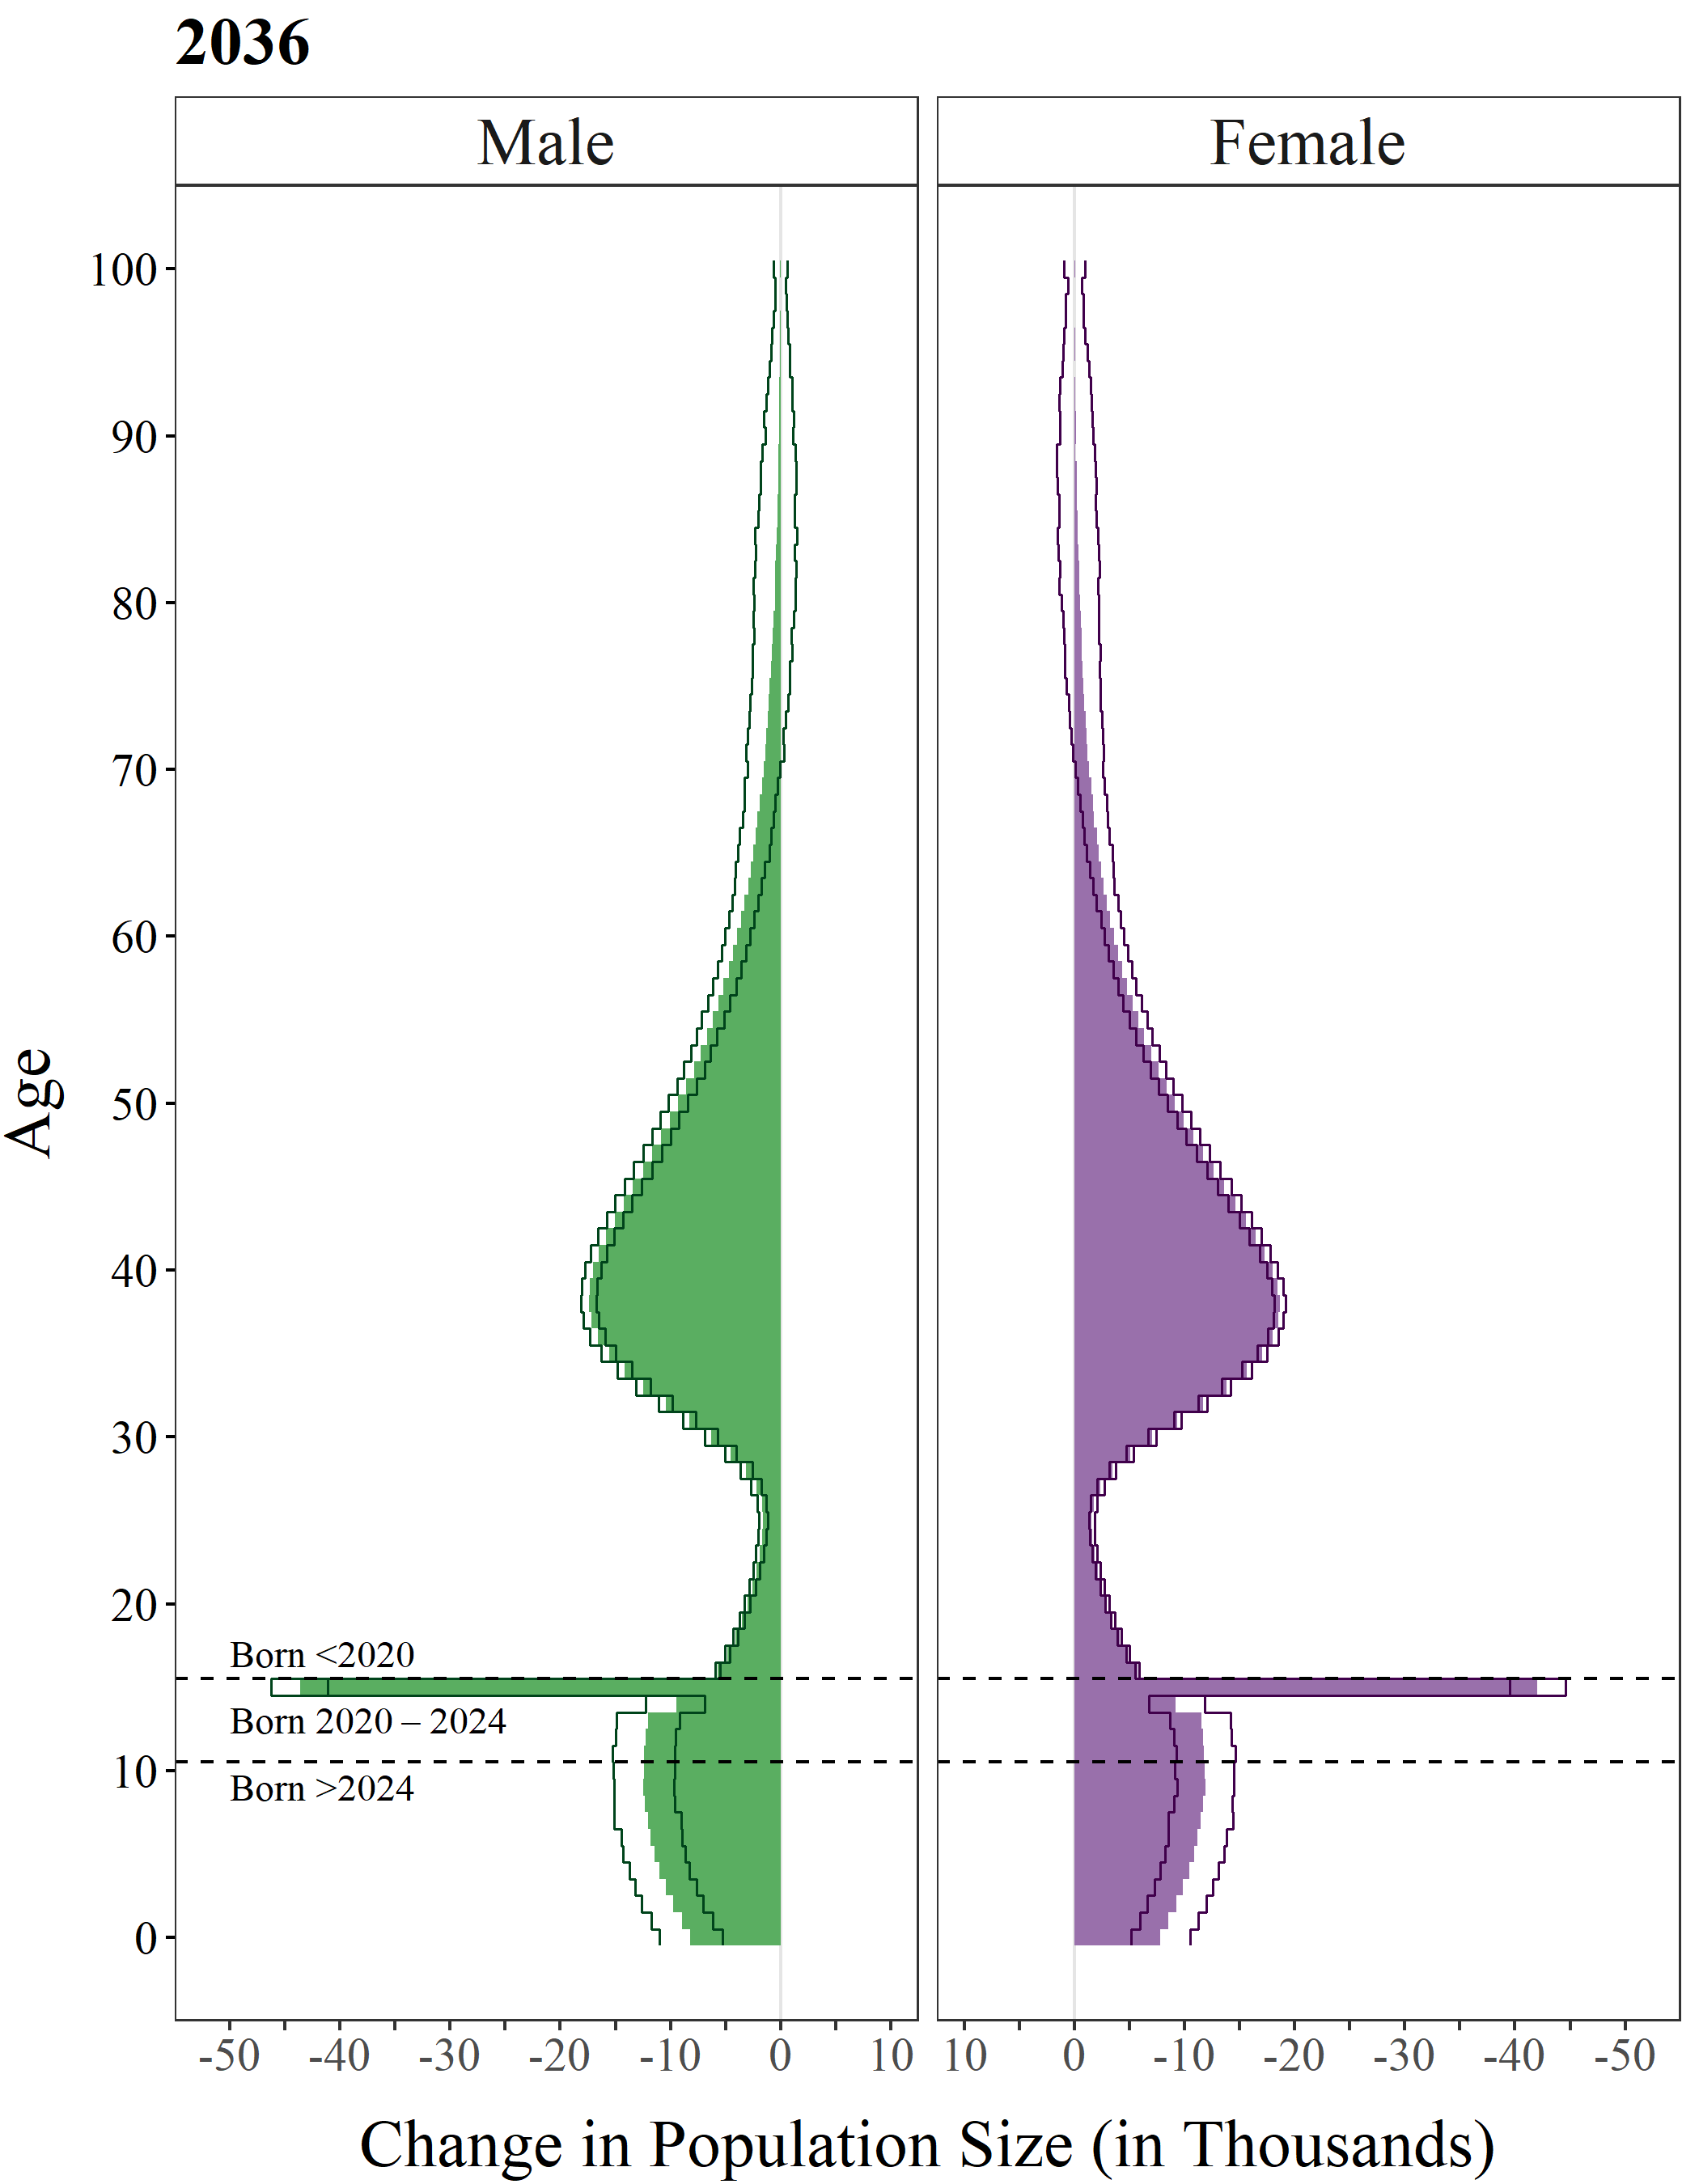 2036
Male
Female
100
90
80
70
60
50
40
30
20
10
0
Age
Born <2020
Born 2020 – 2024
Born >2024
-50 -40 -30 -20 -10 0 10
10 0 -10 -20 -30 -40 -50
Change in Population Size (in Thousands)